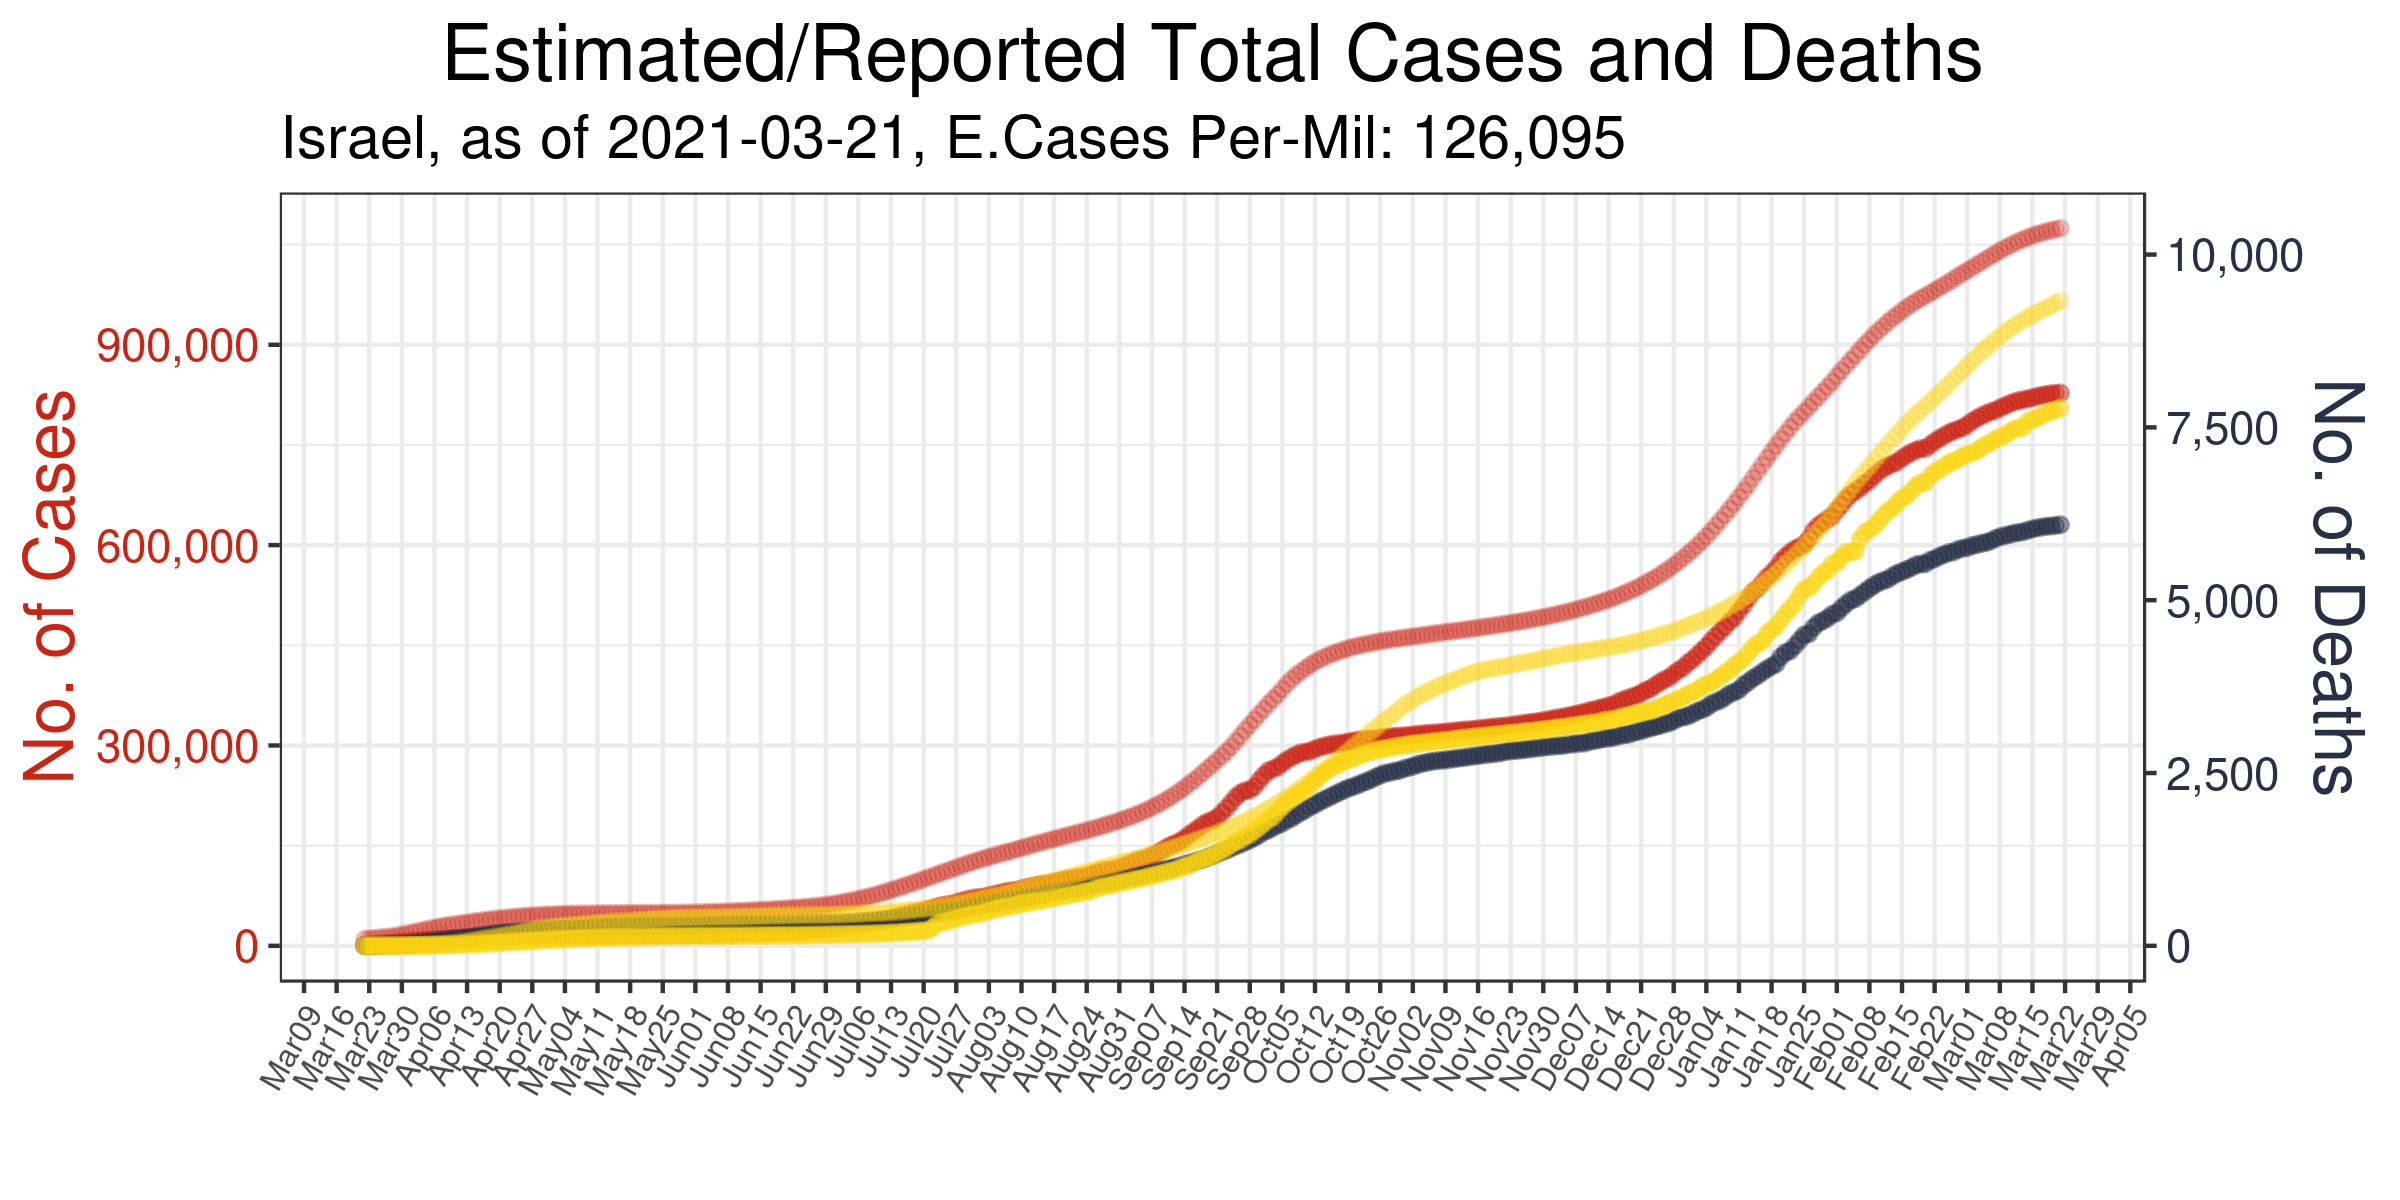 Estimated/Reported Total Cases and Deaths
Israel, as of 2021-03-21, E.Cases Per-Mil: 126,095
No. of Cases
900,000
600,000
300,000
0
10,000
7,500
5,000
2,500
0
No. of Deaths
Mar09 Mar16 Mar23 Mar30 Apr06 Apr13 Apr20 Apr27 May04 May11 May18 May25 Jun01 Jun08 Jun15 Jun22 Jun29 Jul06 Jul13 Jul20 Jul27 Aug03 Aug10 Aug17 Aug24 Aug31 Sep07 Sep14 Sep21 Sep28 Oct05 Oct12 Oct19 Oct26 Nov02 Nov09 Nov16 Nov23 Nov30 Dec07 Dec14 Dec21 Dec28 Jan04 Jan11 Jan18 Jan25 Feb01 Feb08 Feb15 Feb22 Mar01 Mar08 Mar15 Mar22 Mar29 Apr05